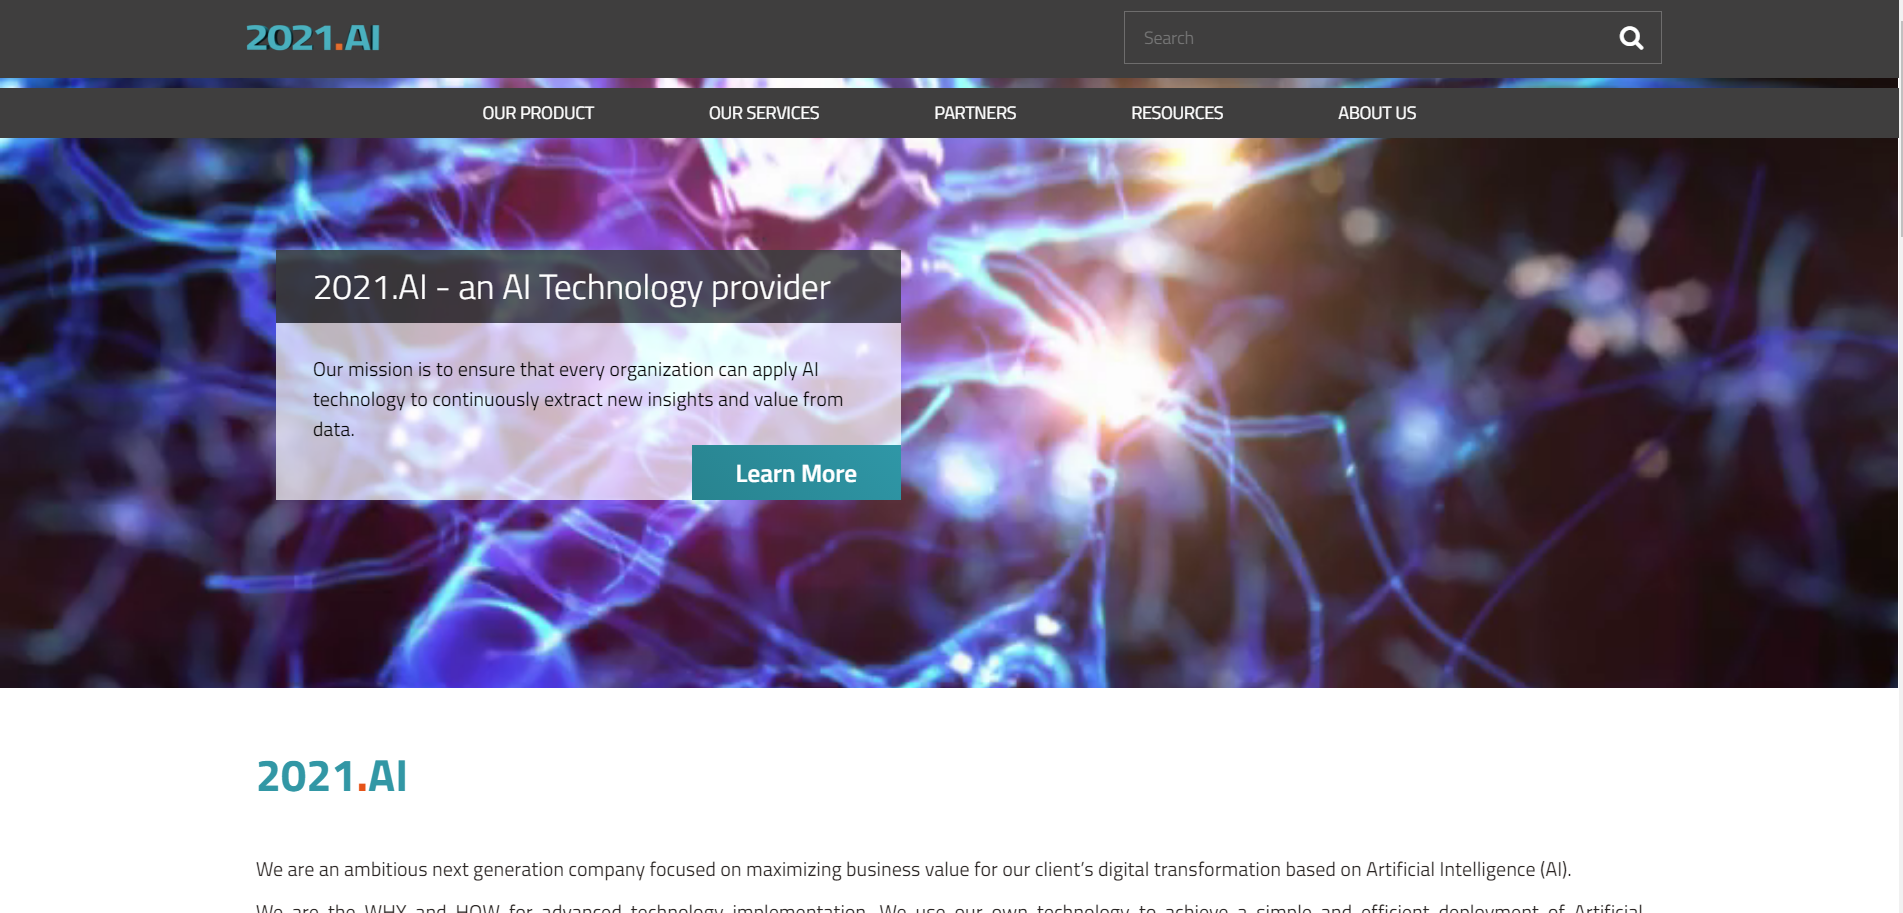 2021.AI
Search
OUR PRODUCT OUR SERVICES PARTNERS RESOURCES ABOUT US
2021.AI - an AI Technology provider
Our mission is to ensure that every organization can apply AI
technology to continuously extract new insights and value from
data.
Learn More
2021.AI
We are an ambitious next generation company focused on maximizing business value for our client’s digital transformation based on Artificial Intelligence (AI).
We are the WHY and HOW for advanced technology implementation. We use our own technology to achieve a simple and efficient deployment of Artificial